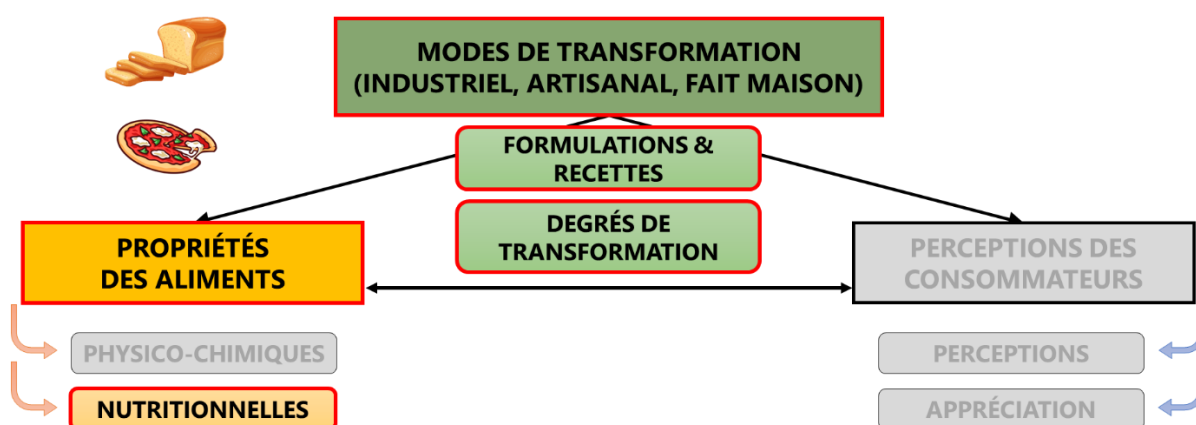 MODES DE TRANSFORMATION
(INDUSTRIEL, ARTISANAL, FAIT MAISON)
FORMULATIONS &
RECETTES
DEGRÉS DE
TRANSFORMATION
PROPRIÉTÉS
DES ALIMENTS
PERCEPTIONS DES
CONSOMMATEURS
PHYSICO-CHIMIQUES
NUTRITIONNELLES
PERCEPTIONS
APPRÉCIATION